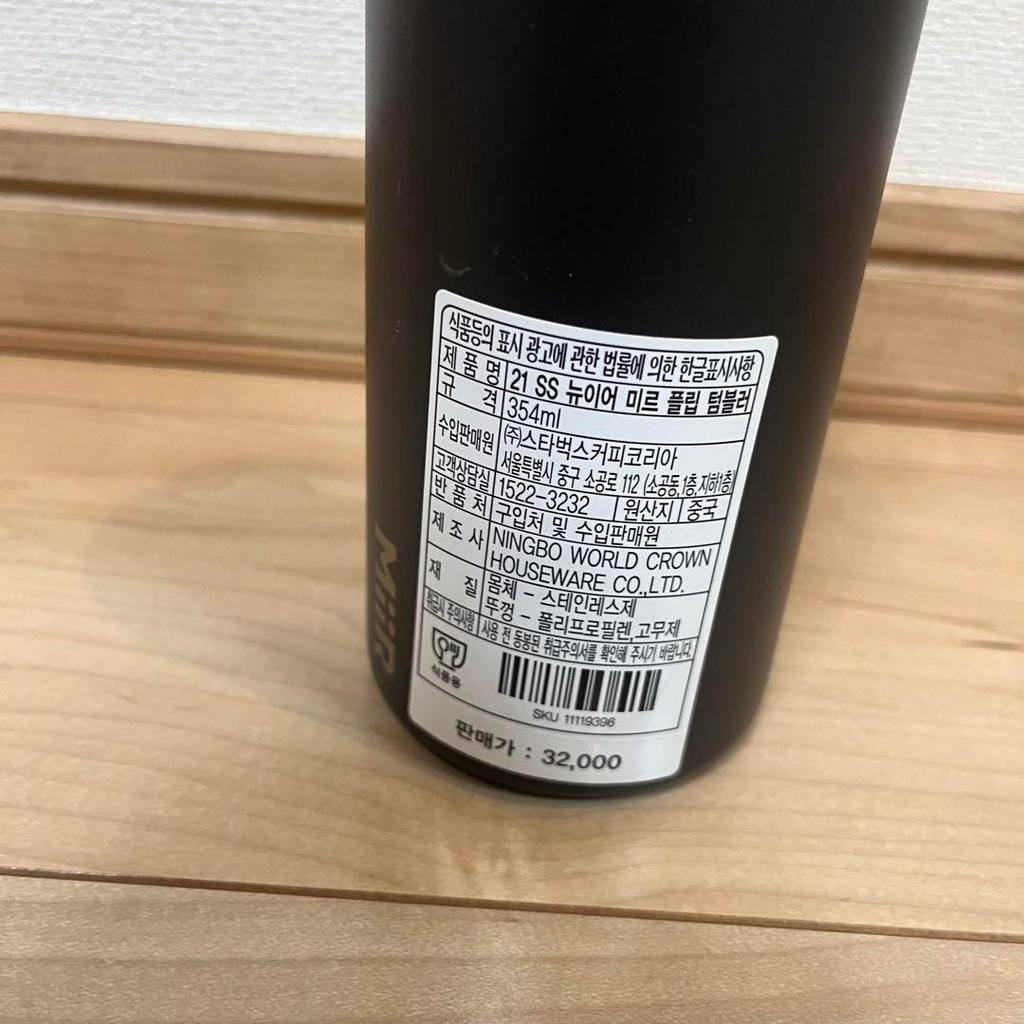 식품등의 표시 광고에 관한 법률에 의한 한글표시사항
제품명 21 SS 뉴이어 미르 플립 텀블러
규격 354ml
수입판매원 ㈜스타벅스커피코리아
서울특별시 중구 소공로 112 (소공동,1층,지하1층)
고객상담실 1522-3232 원산지 중국
반품처 구입처 및 수입판매원
제조사 NINGBO WORLD CROWN
HOUSEWARE CO.,LTD.
재질 몸체 - 스테인레스제
뚜껑 - 폴리프로필렌,고무제
취급시 주의사항 사용 전 동봉된 취급주의서를 확인해 주시기 바랍니다.
식품용
SKU 11119396
판매가 : 32,000
MiiR